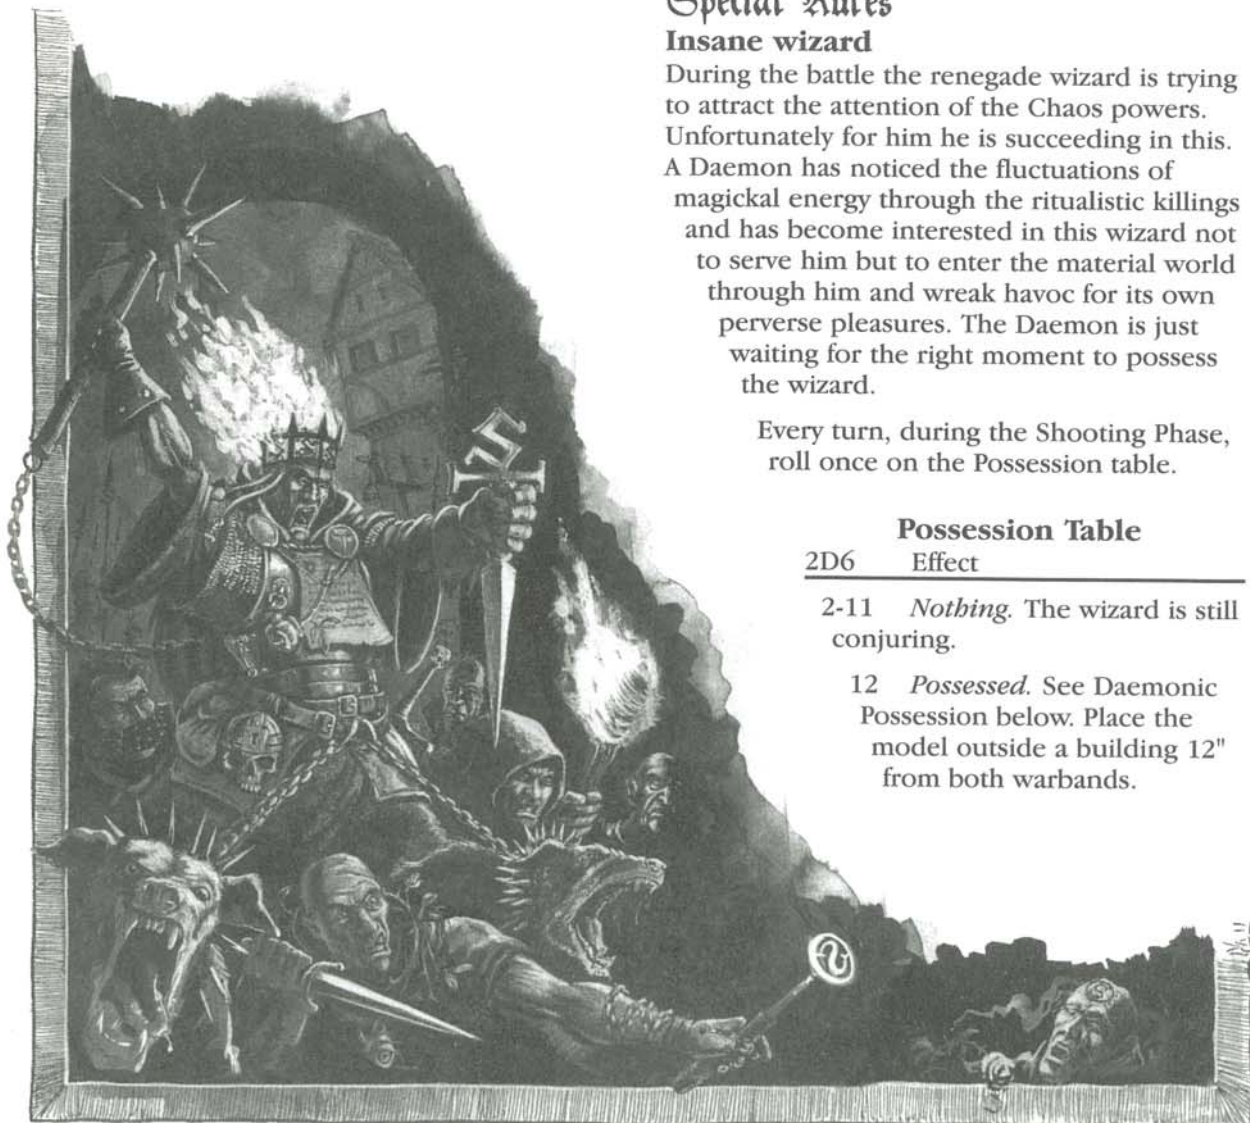 Special Rules
Insane wizard
During the battle the renegade wizard is trying
to attract the attention of the Chaos powers.
Unfortunately for him he is succeeding in this.
A Daemon has noticed the fluctuations of
magickal energy through the ritualistic killings
and has become interested in this wizard not
to serve him but to enter the material world
through him and wreak havoc for its own
perverse pleasures. The Daemon is just
waiting for the right moment to possess
the wizard.
Every turn, during the Shooting Phase,
roll once on the Possession table.
Possession Table
2D6 Effect
2-11 Nothing. The wizard is still
conjuring.
12 Possessed. See Daemonic
Possession below. Place the
model outside a building 12"
from both warbands.